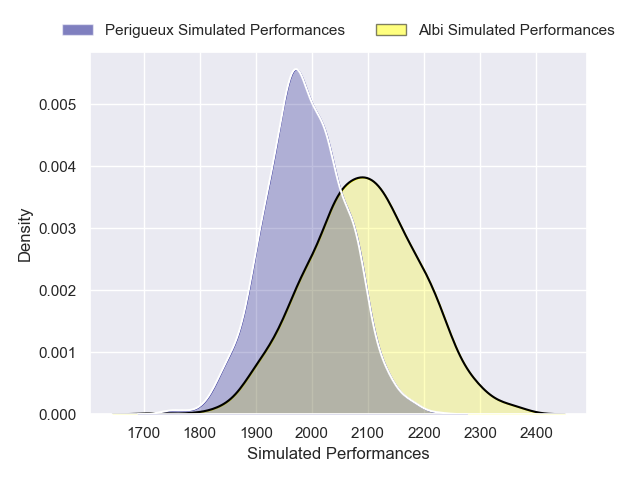 Perigueux Simulated Performances Albi Simulated Performances
0.005
0.004
0.003
0.002
0.001
0.000
Density
1700 1800 1900 2000 2100 2200 2300 2400
Simulated Performances